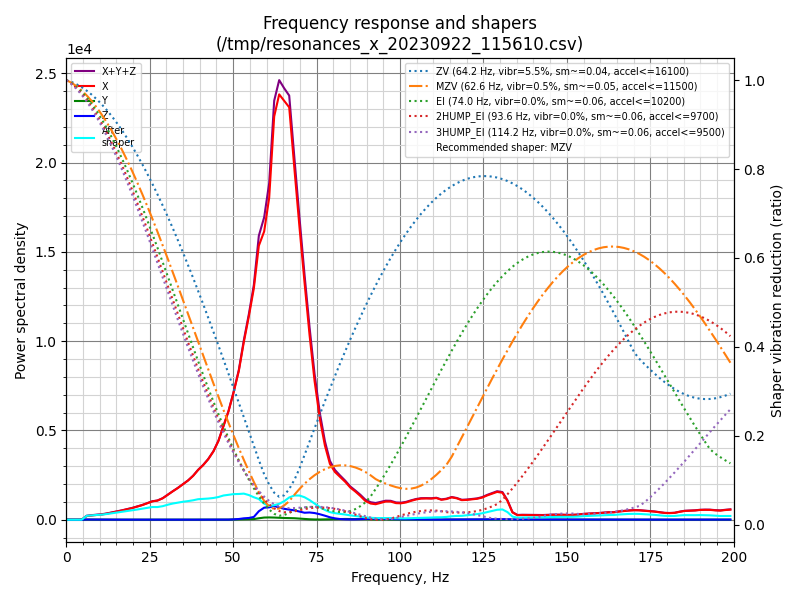 Frequency response and shapers
(/tmp/resonances_x_20230922_115610.csv)
1e4
X+Y+Z
X
Y
Z
After
shaper
ZV (64.2 Hz, vibr=5.5%, sm~=0.04, accel<=16100)
MZV (62.6 Hz, vibr=0.5%, sm~=0.05, accel<=11500)
EI (74.0 Hz, vibr=0.0%, sm~=0.06, accel<=10200)
2HUMP_EI (93.6 Hz, vibr=0.0%, sm~=0.06, accel<=9700)
3HUMP_EI (114.2 Hz, vibr=0.0%, sm~=0.06, accel<=9500)
Recommended shaper: MZV
Power spectral density
2.5
2.0
1.5
1.0
0.5
0.0
1.0
0.8
0.6
0.4
0.2
0.0
Shaper vibration reduction (ratio)
0 25 50 75 100 125 150 175 200
Frequency, Hz